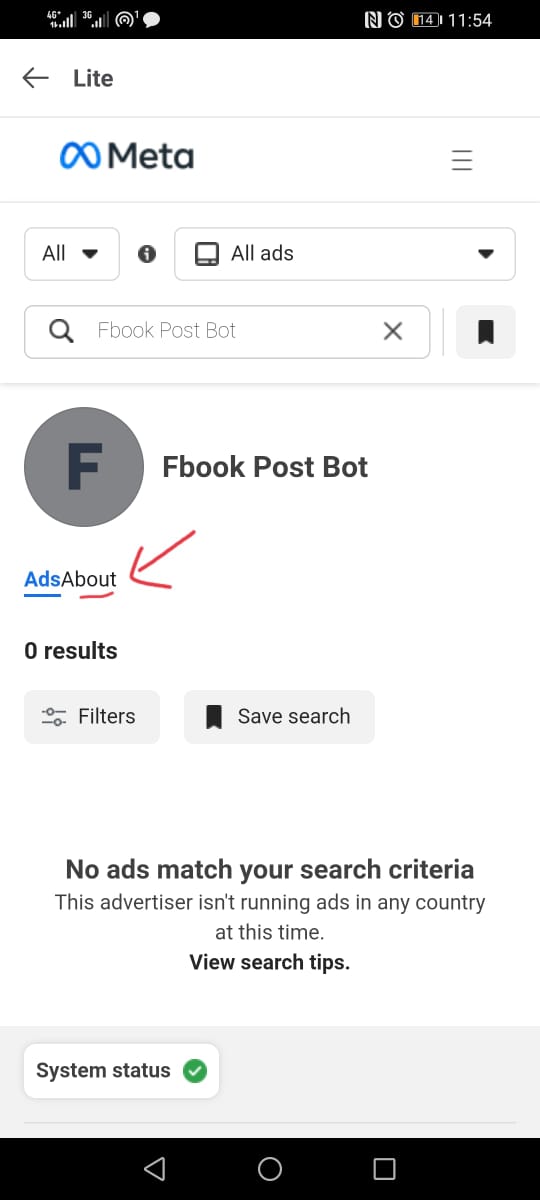 4G+ 3G 1 14 11:54
Lite
Meta
All All ads
Fbook Post Bot
F
Fbook Post Bot
AdsAbout
0 results
Filters Save search
No ads match your search criteria
This advertiser isn't running ads in any country
at this time.
View search tips.
System status